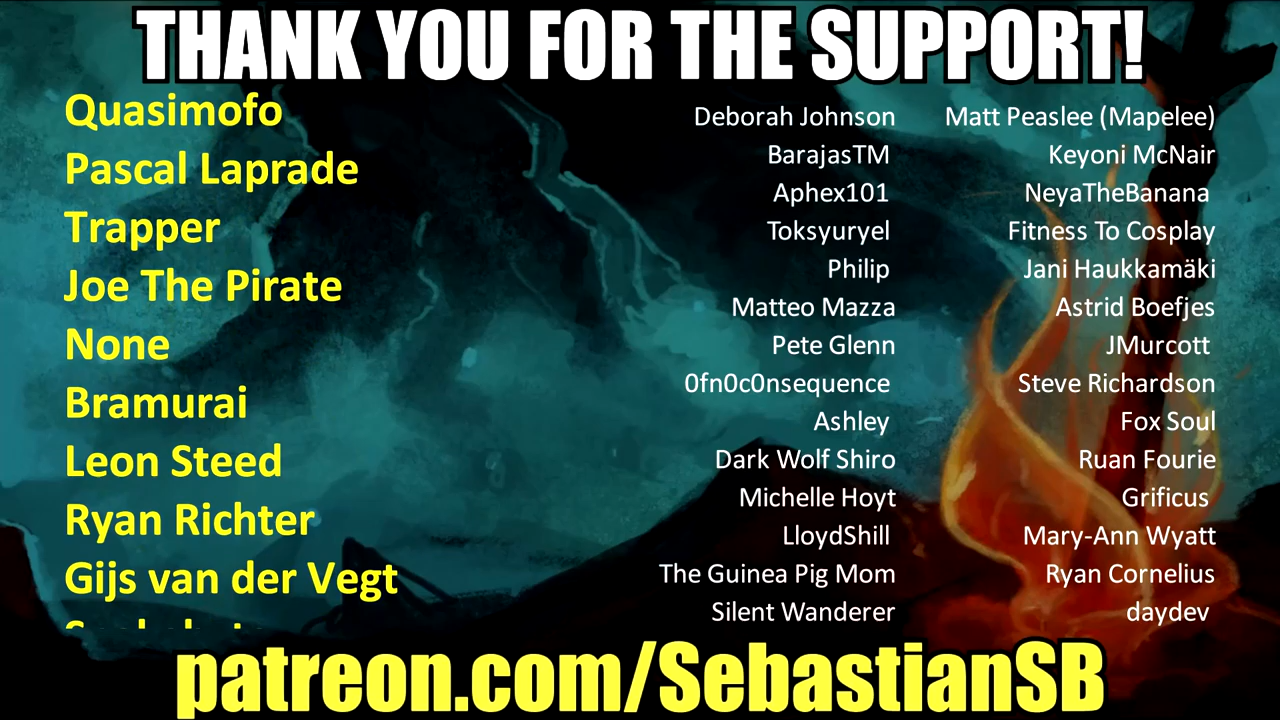 THANK YOU FOR THE SUPPORT!
Quasimofo
Pascal Laprade
Trapper
Joe The Pirate
None
Bramurai
Leon Steed
Ryan Richter
Gijs van der Vegt
Deborah Johnson
BarajasTM
Aphex101
Toksyuryel
Philip
Matteo Mazza
Pete Glenn
0fn0c0nsequence
Ashley
Dark Wolf Shiro
Michelle Hoyt
LloydShill
The Guinea Pig Mom
Silent Wanderer
Matt Peaslee (Mapelee)
Keyoni McNair
NeyaTheBanana
Fitness To Cosplay
Jani Haukkamäki
Astrid Boefjes
JMurcott
Steve Richardson
Fox Soul
Ruan Fourie
Grificus
Mary-Ann Wyatt
Ryan Cornelius
daydev
patreon.com/SebastianSB